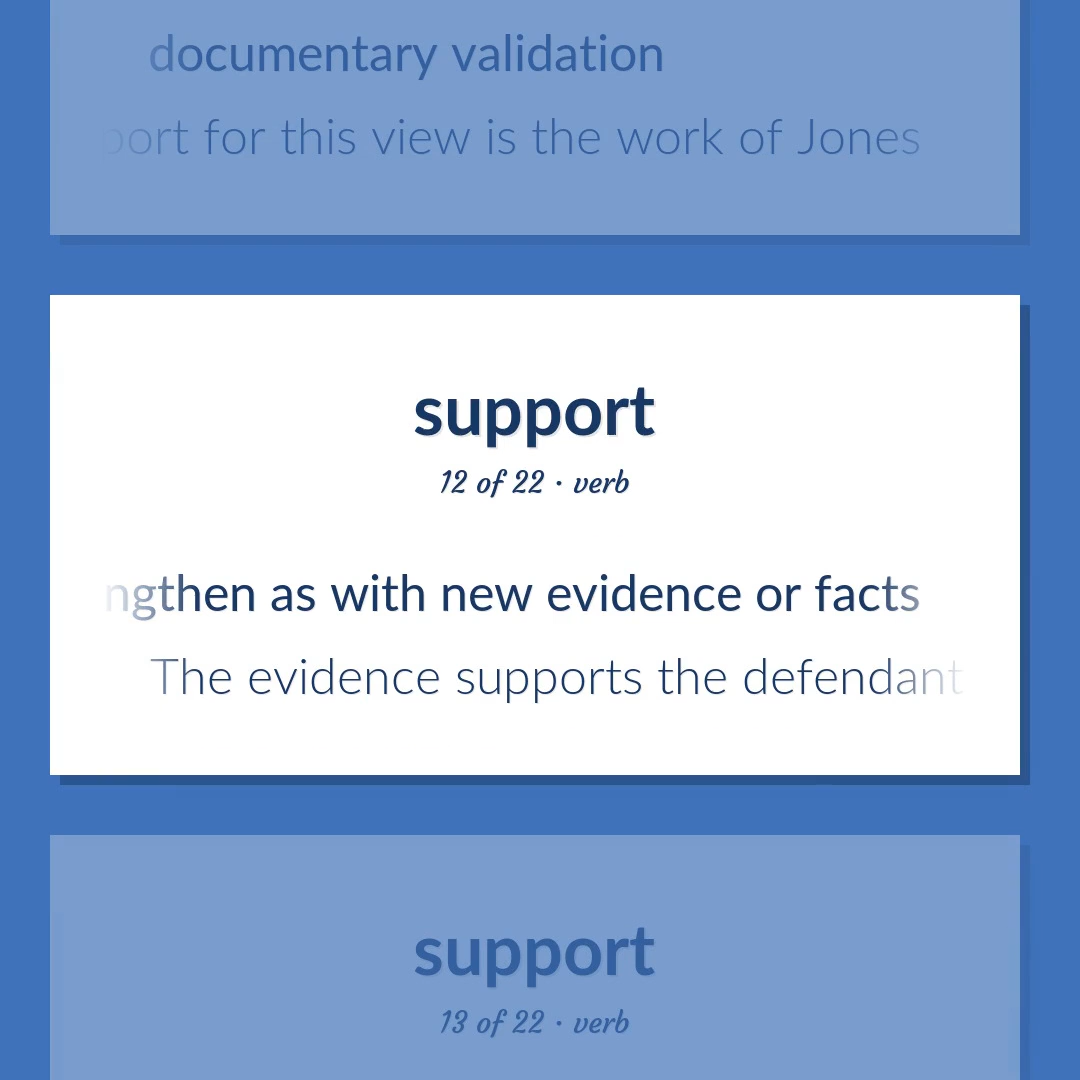 documentary validation
port for this view is the work of Jones
support
12 of 22 · verb
ngthen as with new evidence or facts
The evidence supports the defendant
support
13 of 22 · verb